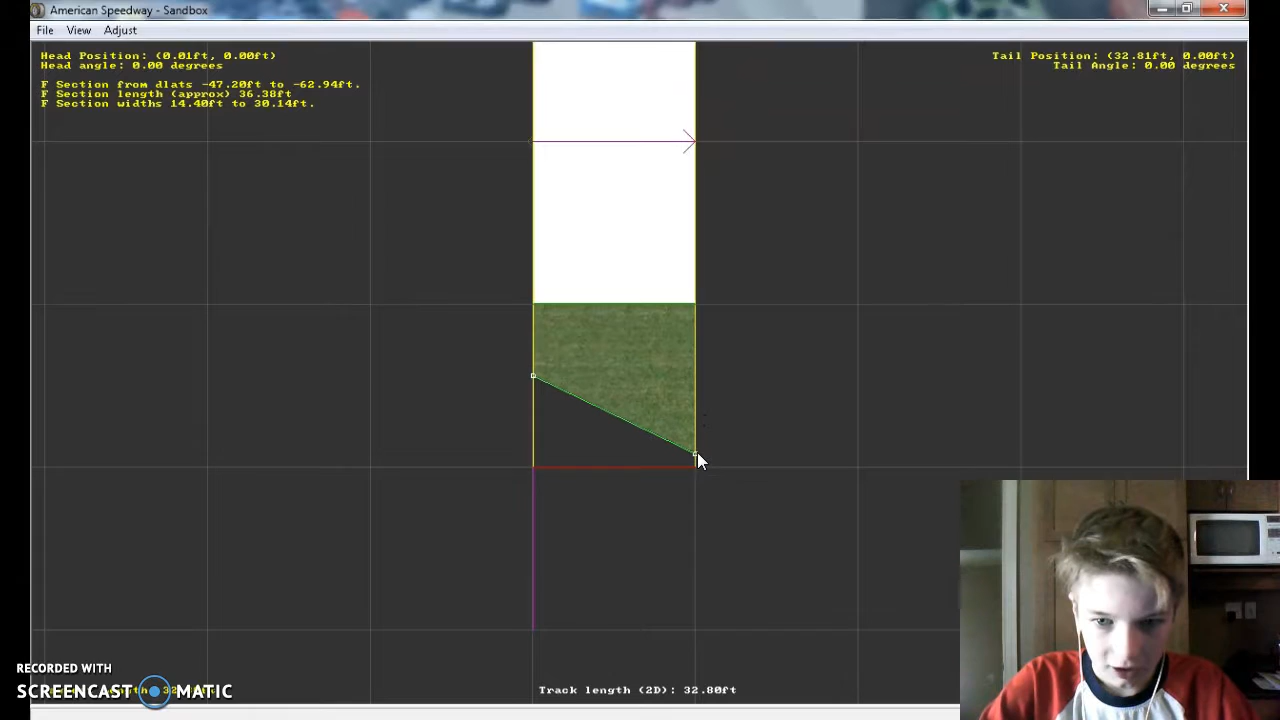 American Speedway - Sandbox
File View Adjust
Head Position: (0.01ft, 0.00ft)
Head angle: 0.00 degrees
F Section from dlats -47.20ft to -62.94ft.
F Section length (approx) 36.38ft
F Section widths 14.40ft to 30.14ft.
Tail Position: (32.81ft, 0.00ft)
Tail Angle: 0.00 degrees
RECORDED WITH
SCREENCAST MATIC
Track length (2D): 32.80ft